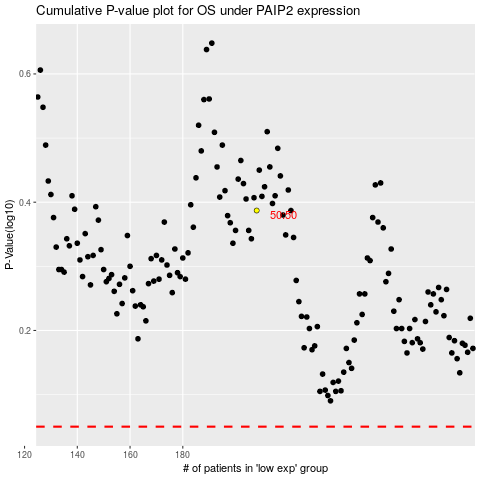 Cumulative P-value plot for OS under PAIP2 expression
P-Value(log10)
0.6
0.4
0.2
50:50
120 140 160 180
# of patients in 'low exp' group